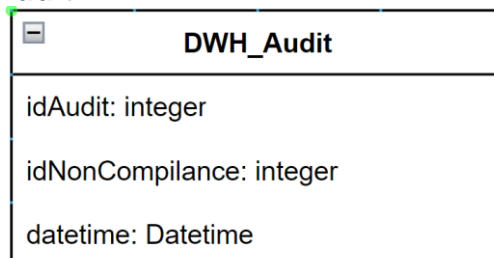 DWH_Audit
idAudit: integer
idNonCompilance: integer
datetime: Datetime